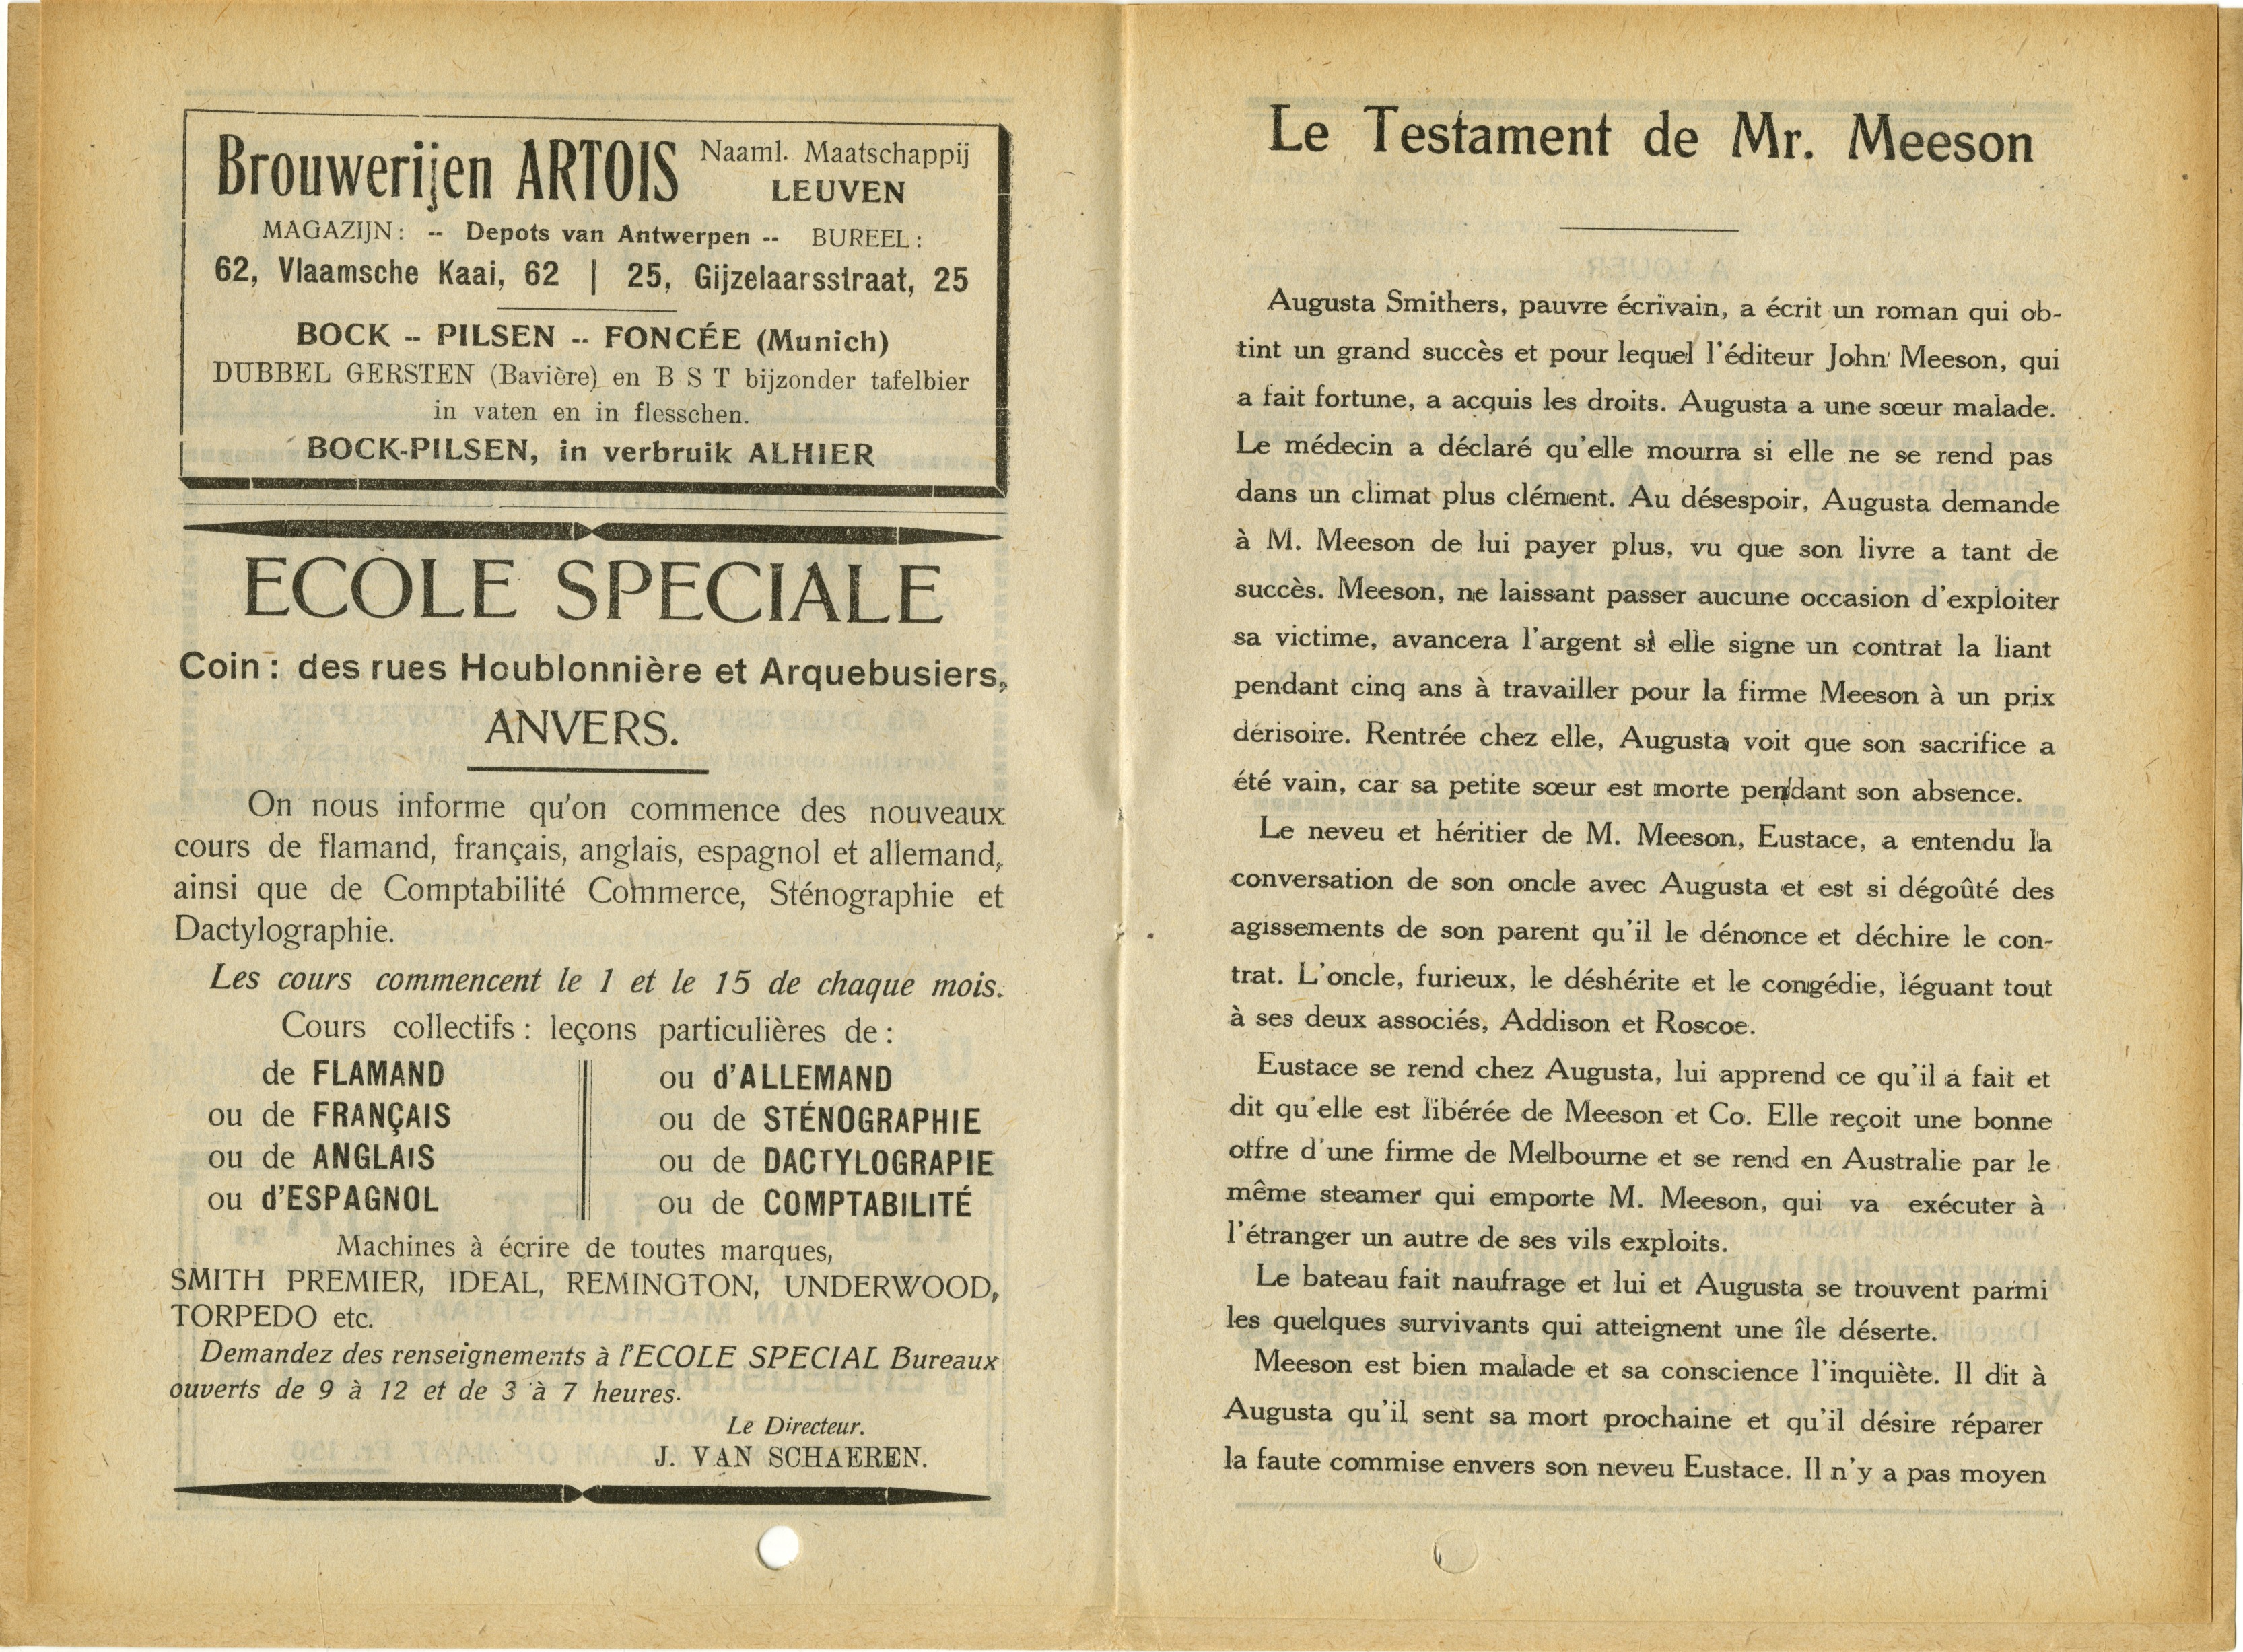 Brouwerijen ARTOIS Naaml. Maatschappij
LEUVEN
MAGAZIJN: -- Depots van Antwerpen -- BUREEL:
62, Vlaamsche Kaai, 62 | 25, Gijzelaarsstraat, 25
BOCK -- PILSEN -- FONCÉE (Munich)
DUBBEL GERSTEN (Bavière) en B S T bijzonder tafelbier
in vaten en in flesschen.
BOCK-PILSEN, in verbruik ALHIER
ECOLE SPECIALE
Coin: des rues Houblonnière et Arquebusiers,
ANVERS.
On nous informe qu'on commence des nouveaux
cours de flamand, français, anglais, espagnol et allemand,
ainsi que de Comptabilité Commerce, Sténographie et
Dactylographie.
Les cours commencent le 1 et le 15 de chaque mois.
Cours collectifs: leçons particulières de:
de FLAMAND
ou de FRANÇAIS
ou de ANGLAIS
ou d'ESPAGNOL
ou d'ALLEMAND
ou de STÉNOGRAPHIE
ou de DACTYLOGRAPIE
ou de COMPTABILITÉ
Machines à écrire de toutes marques,
SMITH PREMIER, IDEAL, REMINGTON, UNDERWOOD,
TORPEDO etc.
Demandez des renseignements à l'ECOLE SPECIAL Bureaux
ouverts de 9 à 12 et de 3 à 7 heures.
Le Directeur.
J. VAN SCHAEREN.
Le Testament de Mr. Meeson
Augusta Smithers, pauvre écrivain, a écrit un roman qui ob-
tint un grand succès et pour lequel l'éditeur John Meeson, qui
a fait fortune, a acquis les droits. Augusta a une sœur malade.
Le médecin a déclaré qu'elle mourra si elle ne se rend pas
dans un climat plus clément. Au désespoir, Augusta demande
à M. Meeson de lui payer plus, vu que son livre a tant de
succès. Meeson, ne laissant passer aucune occasion d'exploiter
sa victime, avancera l'argent si elle signe un contrat la liant
pendant cinq ans à travailler pour la firme Meeson à un prix
dérisoire. Rentrée chez elle, Augusta voit que son sacrifice a
été vain, car sa petite sœur est morte pendant son absence.
Le neveu et héritier de M. Meeson, Eustace, a entendu la
conversation de son oncle avec Augusta et est si dégoûté des
agissements de son parent qu'il le dénonce et déchire le con-
trat. L'oncle, furieux, le déshérite et le congédie, léguant tout
à ses deux associés, Addison et Roscoe.
Eustace se rend chez Augusta, lui apprend ce qu'il a fait et
dit qu'elle est libérée de Meeson et Co. Elle reçoit une bonne
offre d'une firme de Melbourne et se rend en Australie par le
même steamer qui emporte M. Meeson, qui va exécuter à
l'étranger un autre de ses vils exploits.
Le bateau fait naufrage et lui et Augusta se trouvent parmi
les quelques survivants qui atteignent une île déserte.
Meeson est bien malade et sa conscience l'inquiète. Il dit à
Augusta qu'il sent sa mort prochaine et qu'il désire réparer
la faute commise envers son neveu Eustace. Il n'y a pas moyen